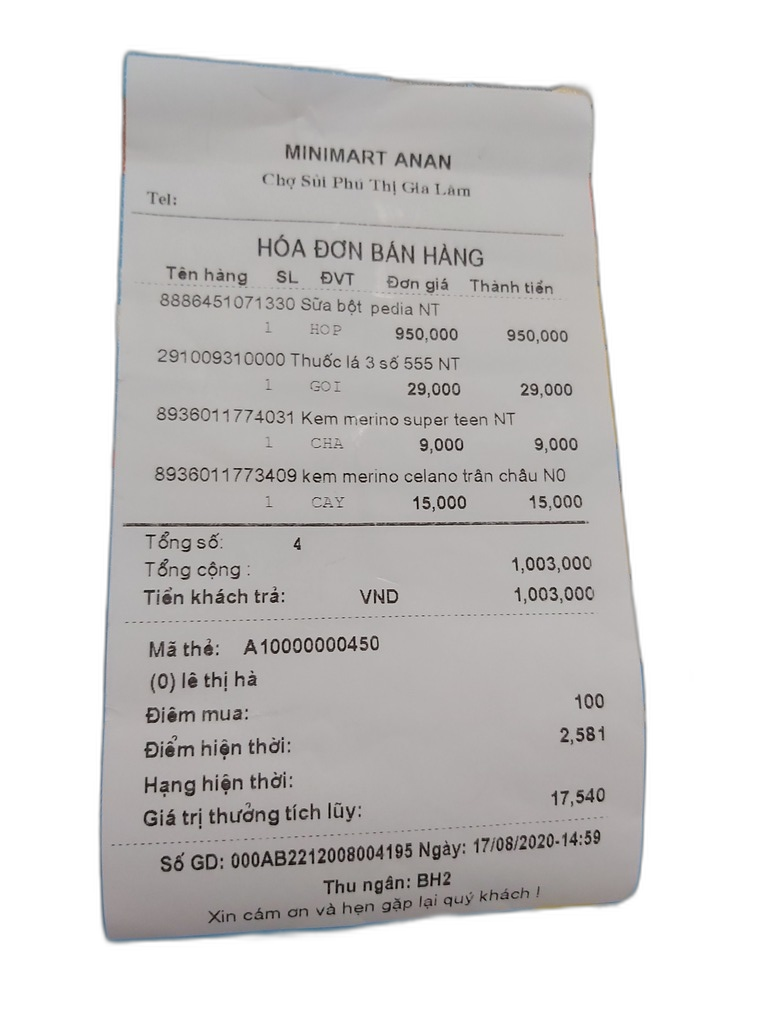 MINIMART ANAN
Chợ Sủi Phú Thị Gia Lâm
Tel:
HÓA ĐƠN BÁN HÀNG
Tên hàng SL ĐVT Đơn giá Thành tiền
8886451071330 Sữa bột pedia NT
1 HOP 950,000 950,000
291009310000 Thuốc lá 3 số 555 NT
1 GOI 29,000 29,000
8936011774031 Kem merino super teen NT
1 CHA 9,000 9,000
8936011773409 kem merino celano trân châu N0
1 CAY 15,000 15,000
Tổng số: 4
Tổng cộng : 1,003,000
Tiền khách trả: VND 1,003,000
Mã thẻ: A10000000450
(0) lê thị hà
Điểm mua: 100
Điểm hiện thời: 2,581
Hạng hiện thời:
Giá trị thưởng tích lũy: 17,540
Số GD: 000AB2212008004195 Ngày: 17/08/2020-14:59
Thu ngân: BH2
Xin cám ơn và hẹn gặp lại quý khách !